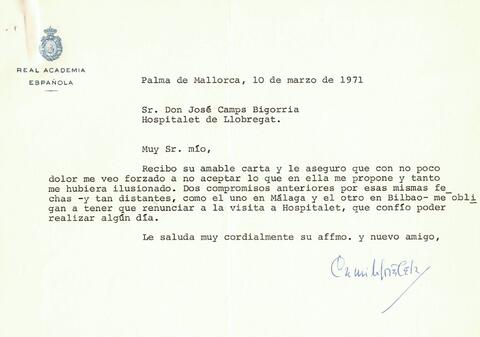 REAL ACADEMIA
ESPAÑOLA
Palma de Mallorca, 10 de marzo de 1971
Sr. Don José Camps Bigorria
Hospitalet de Llobregat.
Muy Sr. mío,
Recibo su amable carta y le aseguro que con no poco
dolor me veo forzado a no aceptar lo que en ella me propone y tanto
me hubiera ilusionado. Dos compromisos anteriores por esas mismas fe_
chas -y tan distantes, como el uno en Málaga y el otro en Bilbao- me obli_
gan a tener que renunciar a la visita a Hospitalet, que confío poder
realizar algún día.
Le saluda muy cordialmente su affmo. y nuevo amigo,
Camilo José Cela